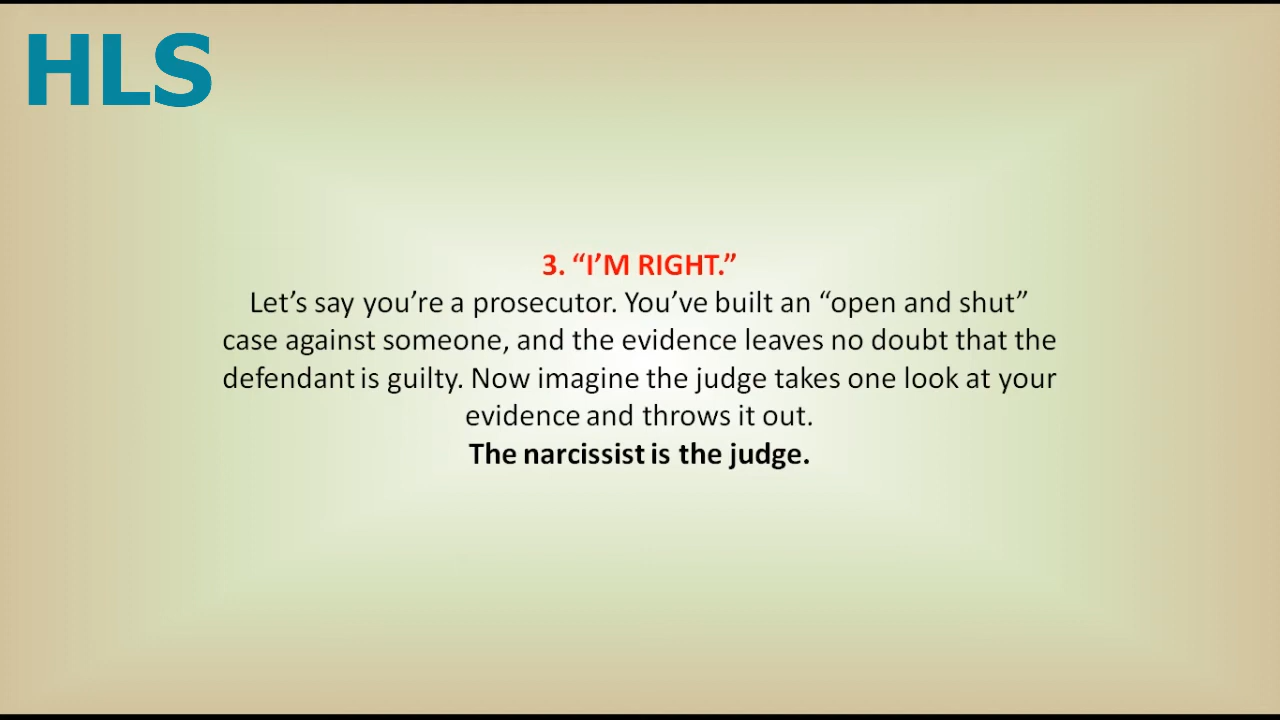 HLS
3. “I’M RIGHT.”
Let’s say you’re a prosecutor. You’ve built an “open and shut”
case against someone, and the evidence leaves no doubt that the
defendant is guilty. Now imagine the judge takes one look at your
evidence and throws it out.
The narcissist is the judge.